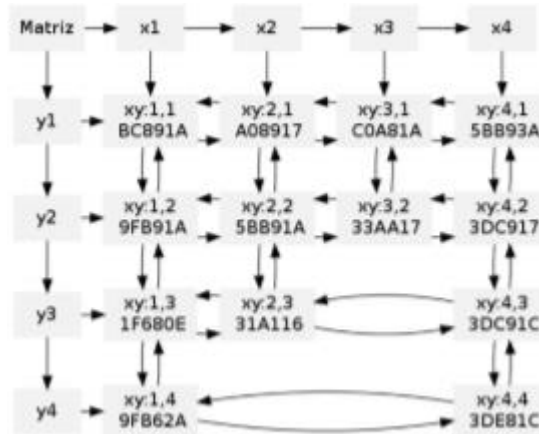 Matriz x1 x2 x3 x4
y1
xy:1,1 xy:2,1 xy:3,1 xy:4,1
BC891A A08917 C0A81A 5BB93A
y2
xy:1,2 xy:2,2 xy:3,2 xy:4,2
9FB91A 5BB91A 33AA17 3DC917
y3
xy:1,3 xy:2,3 xy:4,3
1F680E 31A116 3DC91C
y4
xy:1,4 xy:4,4
9FB62A 3DE81C